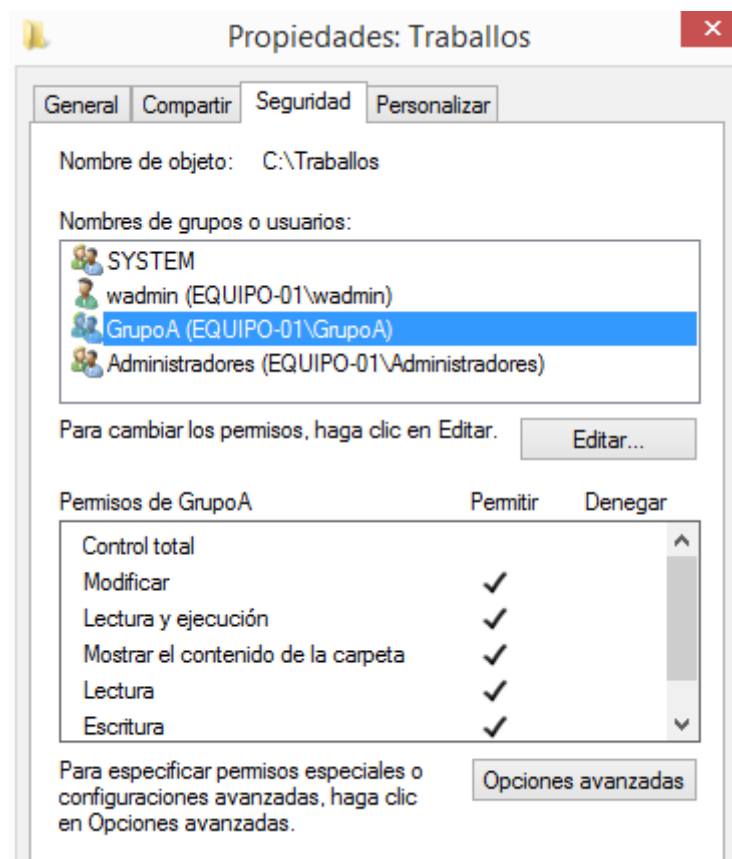 Propiedades: Traballos
General Compartir Seguridad Personalizar
Nombre de objeto: C:\Traballos
Nombres de grupos o usuarios:
SYSTEM
wadmin (EQUIPO-01\wadmin)
GrupoA (EQUIPO-01\GrupoA)
Administradores (EQUIPO-01\Administradores)
Para cambiar los permisos, haga clic en Editar. Editar...
Permisos de GrupoA Permitir Denegar
Control total
Modificar
Lectura y ejecución
Mostrar el contenido de la carpeta
Lectura
Escritura
Para especificar permisos especiales o
configuraciones avanzadas, haga clic
en Opciones avanzadas.
Opciones avanzadas